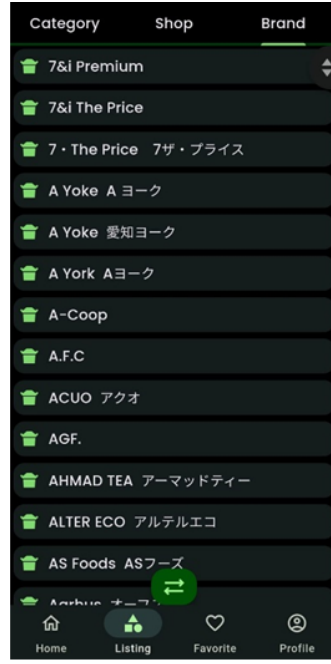 Category Shop Brand
7&i Premium
7&i The Price
7・The Price 7ザ・プライス
A Yoke A ヨーク
A Yoke 愛知ヨーク
A York Aヨーク
A-Coop
A.F.C
ACUO アクオ
AGF.
AHMAD TEA アーマッドティー
ALTER ECO アルテルエコ
AS Foods ASフーズ
Aarhus
Home Listing Favorite Profile